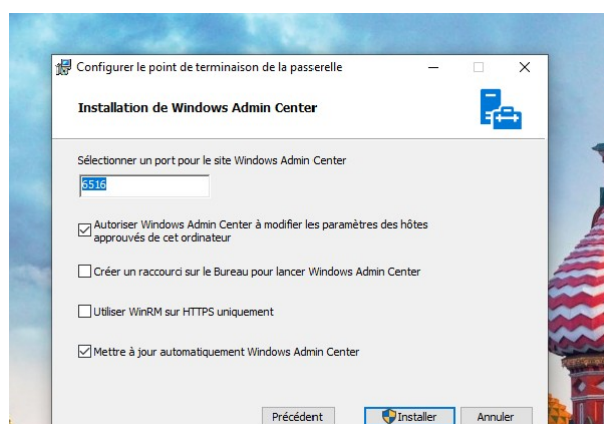 Configurer le point de terminaison de la passerelle
Installation de Windows Admin Center
Sélectionner un port pour le site Windows Admin Center
6516
Autoriser Windows Admin Center à modifier les paramètres des hôtes
approuvés de cet ordinateur
Créer un raccourci sur le Bureau pour lancer Windows Admin Center
Utiliser WinRM sur HTTPS uniquement
Mettre à jour automatiquement Windows Admin Center
Précédent Installer Annuler